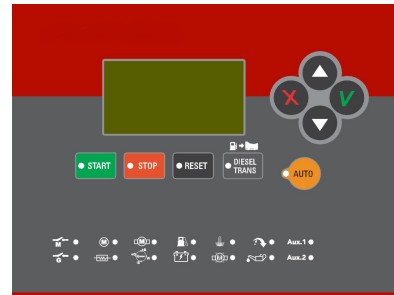 X
V
START
STOP
RESET
DIESEL
TRANS
AUTO
M
M
M
Aux.1
G
M
Aux.2